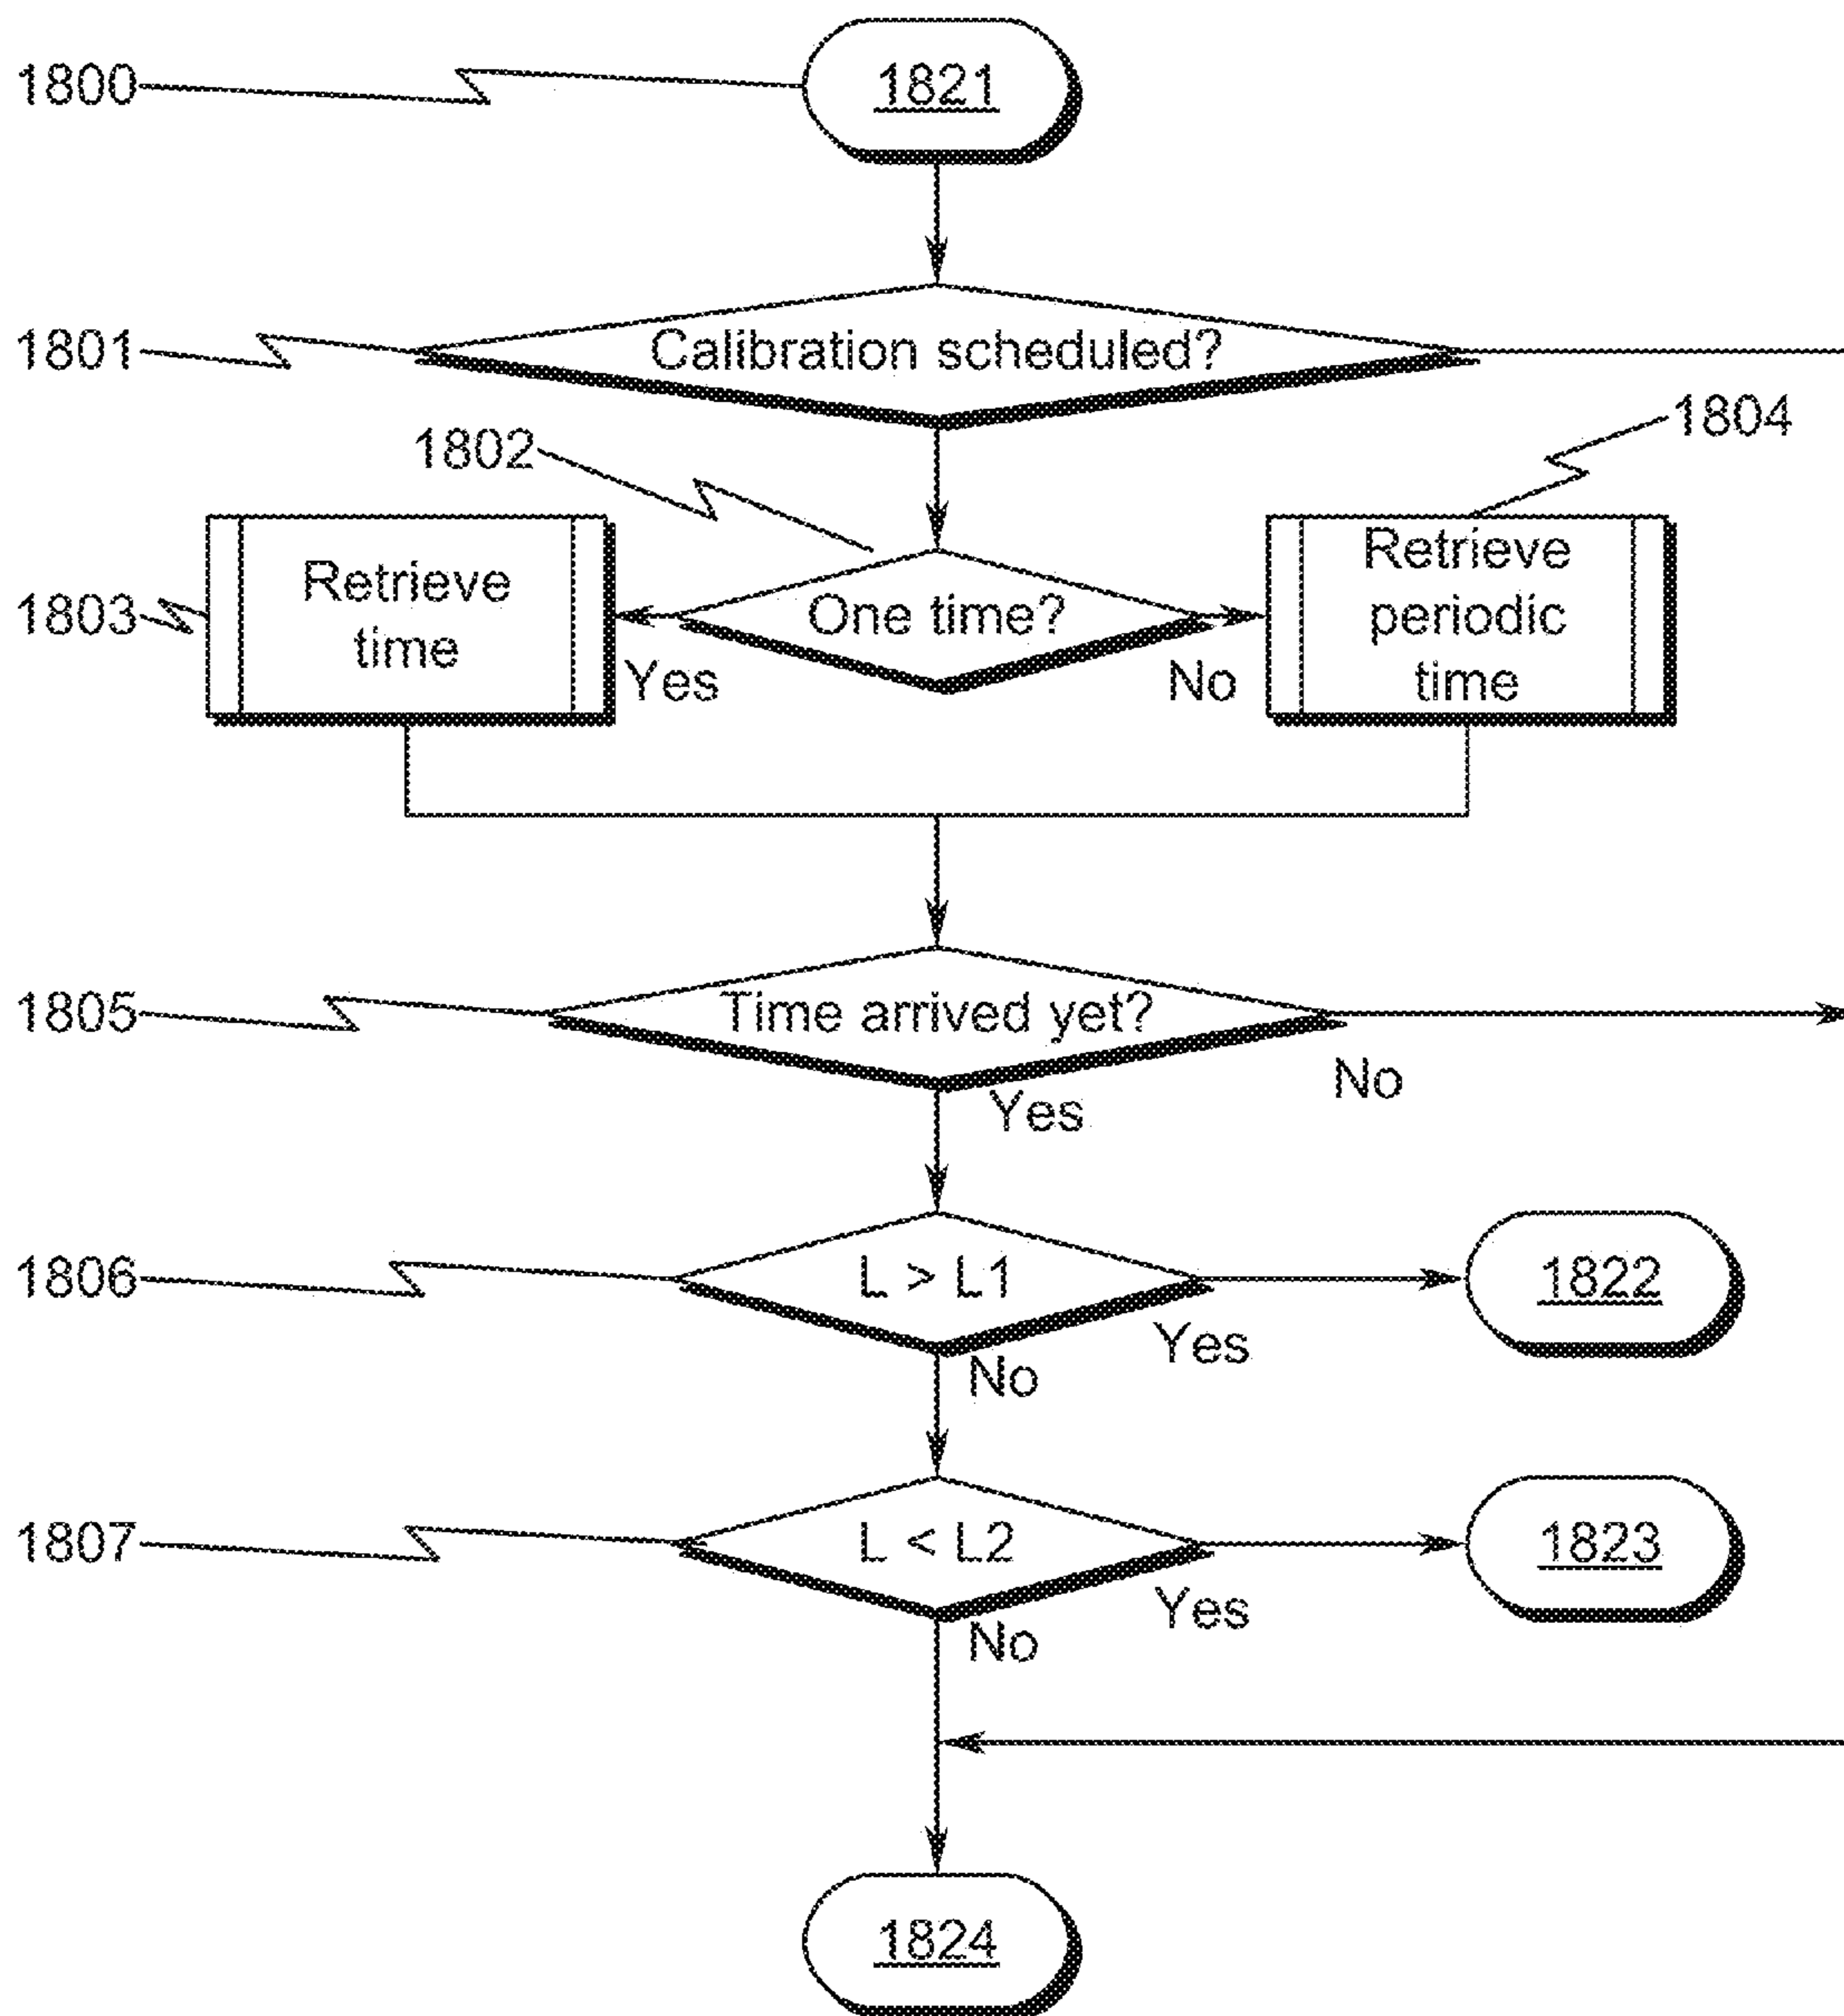 1800
1821
1801
Calibration scheduled?
1802
1804
1803
Retrieve
time
One time?
Yes
No
Retrieve
periodic
time
1805
Time arrived yet?
No
Yes
1806
L > L1
1822
Yes
No
1807
L < L2
1823
Yes
No
1824